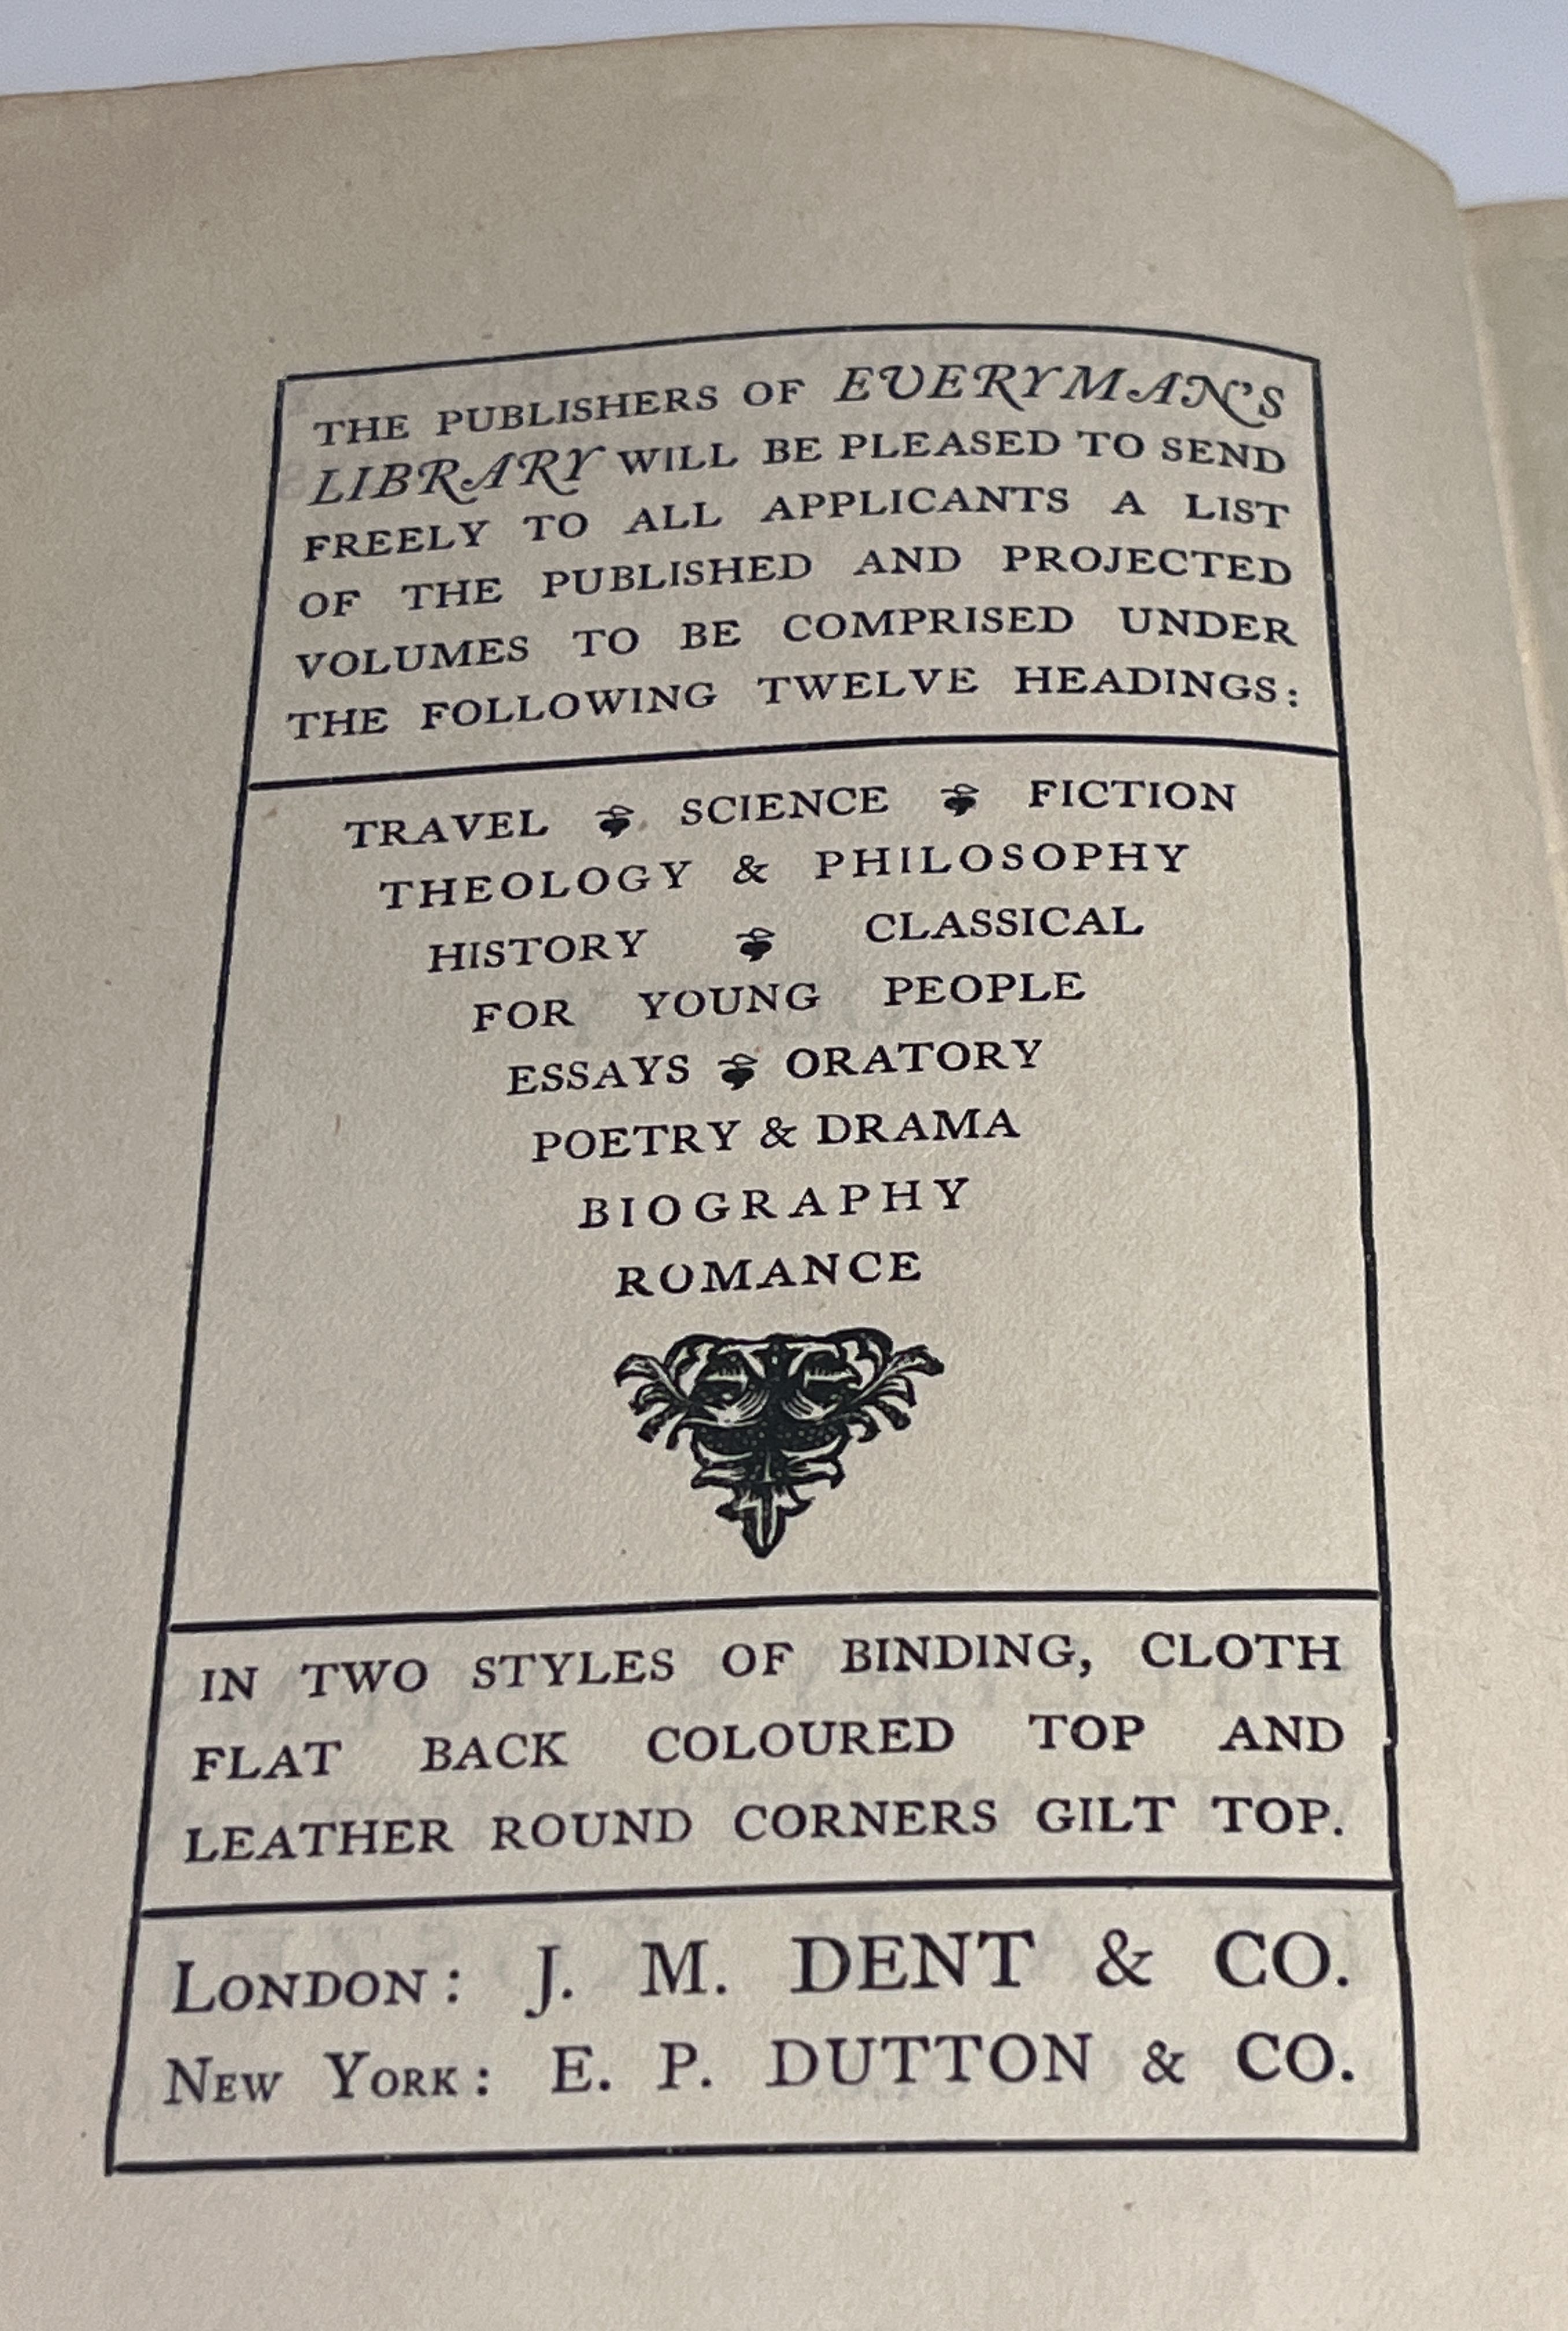 THE PUBLISHERS OF EVERYMAN'S
LIBRARY WILL BE PLEASED TO SEND
FREELY TO ALL APPLICANTS A LIST
OF THE PUBLISHED AND PROJECTED
VOLUMES TO BE COMPRISED UNDER
THE FOLLOWING TWELVE HEADINGS:
TRAVEL ❧ SCIENCE ❧ FICTION
THEOLOGY & PHILOSOPHY
HISTORY ❧ CLASSICAL
FOR YOUNG PEOPLE
ESSAYS ❧ ORATORY
POETRY & DRAMA
BIOGRAPHY
ROMANCE
IN TWO STYLES OF BINDING, CLOTH
FLAT BACK COLOURED TOP AND
LEATHER ROUND CORNERS GILT TOP.
LONDON: J. M. DENT & CO.
NEW YORK: E. P. DUTTON & CO.